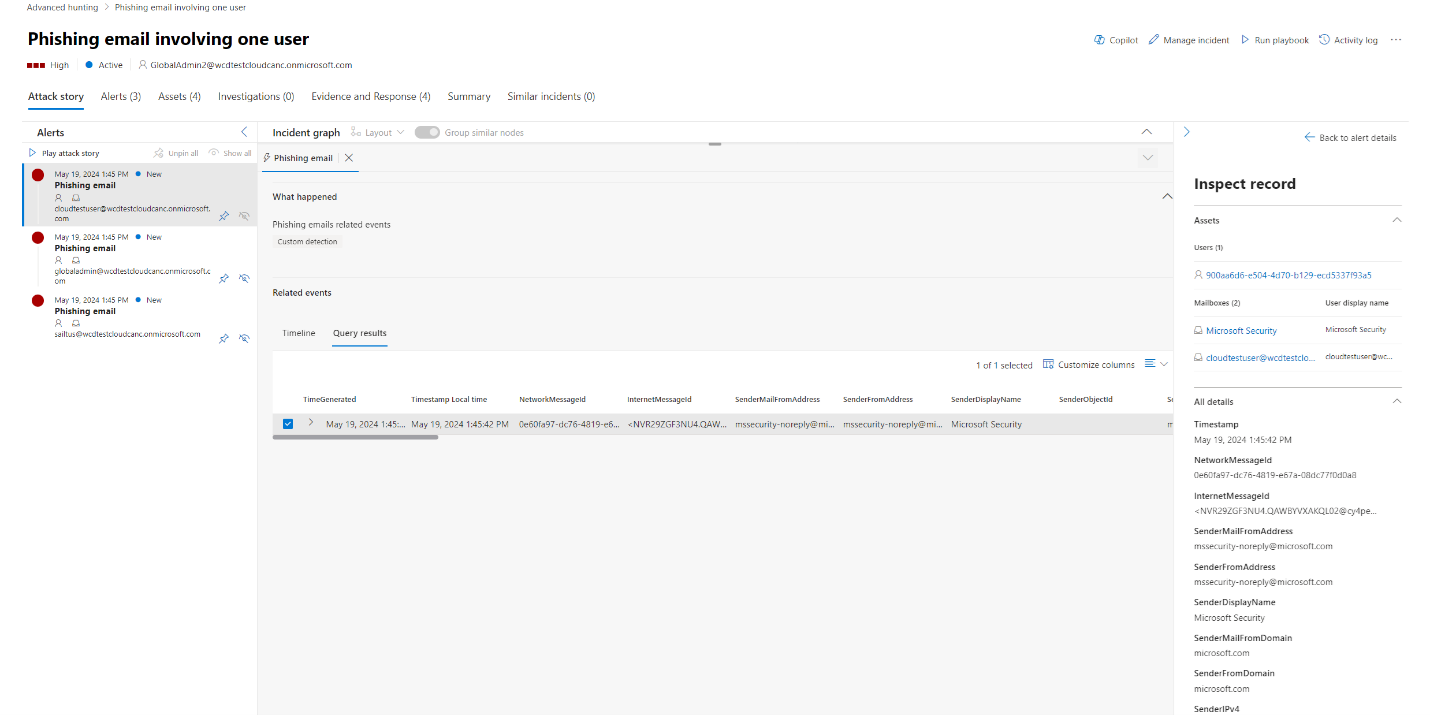 Advanced hunting > Phishing email involving one user
Phishing email involving one user
Copilot Manage incident Run playbook Activity log ...
High Active GlobalAdmin2@wcdtestcloudcanc.onmicrosoft.com
Attack story Alerts (3) Assets (4) Investigations (0) Evidence and Response (4) Summary Similar incidents (0)
Alerts
Play attack story Unpin all Show all
May 19, 2024 1:45 PM New
Phishing email
cloudtestuser@wcdtestcloudcanc.onmicrosoft.
com
May 19, 2024 1:45 PM New
Phishing email
globaladmin@wcdtestcloudcanc.onmicrosoft.c
om
May 19, 2024 1:45 PM New
Phishing email
sailtus@wcdtestcloudcanc.onmicrosoft.com
Incident graph Layout Group similar nodes
Phishing email
What happened
Phishing emails related events
Custom detection
Related events
Timeline Query results
1 of 1 selected Customize columns
TimeGenerated Timestamp Local time NetworkMessageId InternetMessageId SenderMailFromAddress SenderFromAddress SenderDisplayName SenderObjectId Se
May 19, 2024 1:45:... May 19, 2024 1:45:42 PM 0e60fa97-dc76-4819-e6... <NVR29ZGF3NU4.QAW... mssecurity-noreply@mi... mssecurity-noreply@mi... Microsoft Security m
Back to alert details
Inspect record
Assets
Users (1)
900aa6d6-e504-4d70-b129-ecd5337f93a5
Mailboxes (2) User display name
Microsoft Security Microsoft Security
cloudtestuser@wcdtestclo... cloudtestuser@wc...
All details
Timestamp
May 19, 2024 1:45:42 PM
NetworkMessageId
0e60fa97-dc76-4819-e67a-08dc77f0d0a8
InternetMessageId
<NVR29ZGF3NU4.QAWBYVXAKQL02@cy4pe...
SenderMailFromAddress
mssecurity-noreply@microsoft.com
SenderFromAddress
mssecurity-noreply@microsoft.com
SenderDisplayName
Microsoft Security
SenderMailFromDomain
microsoft.com
SenderFromDomain
microsoft.com
SenderIPv4